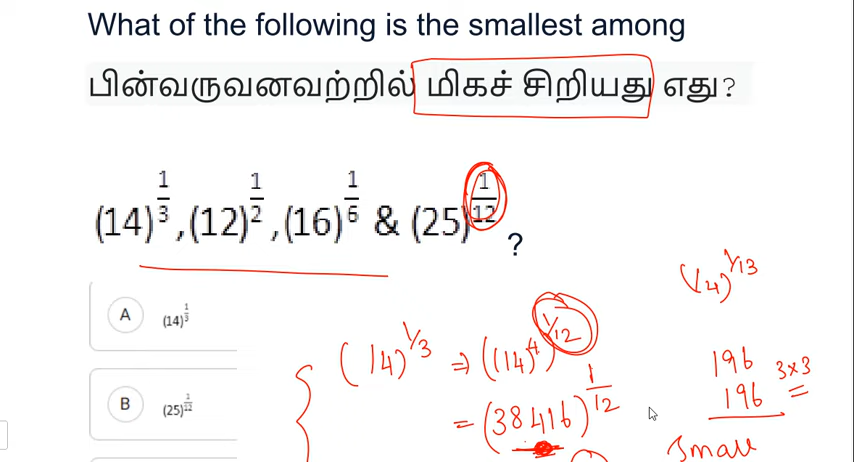 What of the following is the smallest among
பின்வருவனவற்றில் மிகச் சிறியது எது?
(14)^(1/3), (12)^(1/2), (16)^(1/6) & (25)^(1/12) ?
A (14)^(1/3)
B (25)^(1/12)
(14)^(1/3) ⇒ ((14)^4)^(1/12)
= (38416)^(1/12)
(14)^(1/13)
196
196
3×3
=
Small